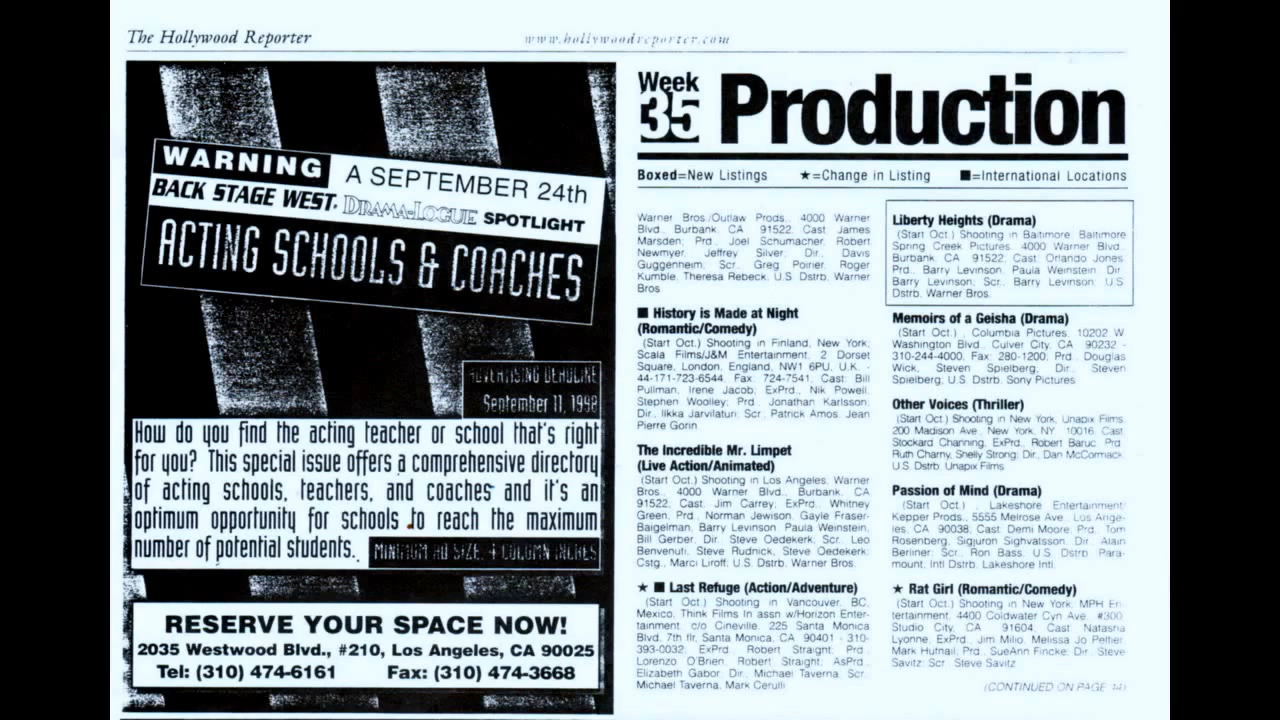 The Hollywood Reporter
www.hollywoodreporter.com
WARNING A SEPTEMBER 24th
BACK STAGE WEST. DRAMA-LOGUE SPOTLIGHT
ACTING SCHOOLS & COACHES
ADVERTISING DEADLINE
September 11, 1998
How do you find the acting teacher or school that's right
for you? This special issue offers a comprehensive directory
of acting schools, teachers, and coaches and it's an
optimum opportunity for schools to reach the maximum
number of potential students.
MINIMUM AD SIZE, 4 COLUMN INCHES
RESERVE YOUR SPACE NOW!
2035 Westwood Blvd., #210, Los Angeles, CA 90025
Tel: (310) 474-6161 Fax: (310) 474-3668
Week
35
Production
Boxed=New Listings ★=Change in Listing ■=International Locations
Warner Bros./Outlaw Prods., 4000 Warner
Blvd., Burbank, CA 91522, Cast: James
Marsden; Prd., Joel Schumacher, Robert
Newmyer, Jeffrey Silver; Dir., Davis
Guggenheim; Scr., Greg Poirier, Roger
Kumble, Theresa Rebeck; U.S. Dstrb. Warner
Bros.
■ History is Made at Night
(Romantic/Comedy)
(Start Oct.) Shooting in Finland, New York;
Scala Films/J&M Entertainment, 2 Dorset
Square, London, England, NW1 6PU, U.K. -
44-171-723-6544, Fax: 724-7541, Cast: Bill
Pullman, Irene Jacob; ExPrd., Nik Powell,
Stephen Woolley; Prd., Jonathan Karlsson;
Dir., Ilkka Jarvilaturi; Scr., Patrick Amos, Jean
Pierre Gorin
The Incredible Mr. Limpet
(Live Action/Animated)
(Start Oct.) Shooting in Los Angeles, Warner
Bros., 4000 Warner Blvd., Burbank, CA
91522, Cast: Jim Carrey; ExPrd., Whitney
Green; Prd., Norman Jewison, Gayle Fraser-
Baigelman, Barry Levinson, Paula Weinstein,
Bill Gerber; Dir., Steve Oedekerk; Scr., Leo
Benvenuti, Steve Rudnick, Steve Oedekerk;
Cstg., Marci Liroff; U.S. Dstrb. Warner Bros.
★ ■ Last Refuge (Action/Adventure)
(Start Oct.) Shooting in Vancouver, BC,
Mexico, Think Films In assn w/Horizon Enter-
tainment, c/o Cineville, 225 Santa Monica
Blvd. 7th flr, Santa Monica, CA 90401 - 310-
393-0032; ExPrd., Robert Straight; Prd.,
Lorenzo O'Brien, Robert Straight; AsPrd.,
Elizabeth Gabor; Dir., Michael Taverna; Scr.,
Michael Taverna, Mark Cerulli
Liberty Heights (Drama)
(Start Oct.) Shooting in Baltimore, Baltimore
Spring Creek Pictures, 4000 Warner Blvd.,
Burbank, CA 91522, Cast: Orlando Jones
Prd., Barry Levinson, Paula Weinstein; Dir.,
Barry Levinson; Scr., Barry Levinson; U.S.
Dstrb. Warner Bros.
Memoirs of a Geisha (Drama)
(Start Oct.) , Columbia Pictures, 10202 W
Washington Blvd., Culver City, CA 90232 -
310-244-4000, Fax: 280-1200; Prd., Douglas
Wick, Steven Spielberg; Dir., Steven
Spielberg; U.S. Dstrb. Sony Pictures
Other Voices (Thriller)
(Start Oct.) Shooting in New York, Unapix Films,
200 Madison Ave., New York, NY 10016, Cast:
Stockard Channing; ExPrd., Robert Baruc; Prd.,
Ruth Charny, Shelly Strong; Dir., Dan McCormack;
U.S. Dstrb. Unapix Films
Passion of Mind (Drama)
(Start Oct.) , Lakeshore Entertainment/
Kepper Prods., 5555 Melrose Ave., Los Ange-
les, CA 90038, Cast: Demi Moore; Prd., Tom
Rosenberg, Sigjuron Sighvatsson; Dir., Alain
Berliner; Scr., Ron Bass; U.S. Dstrb. Para-
mount; Intl Dstrb. Lakeshore Intl.
★ Rat Girl (Romantic/Comedy)
(Start Oct.) Shooting in New York, MPH En-
tertainment, 4400 Coldwater Cyn Ave. #300,
Studio City, CA 91604, Cast: Natasha
Lyonne; ExPrd., Jim Milio, Melissa Jo Peltier,
Mark Hufnail; Prd., SueAnn Fincke; Dir., Steve
Savitz; Scr., Steve Savitz
(CONTINUED ON PAGE 44)